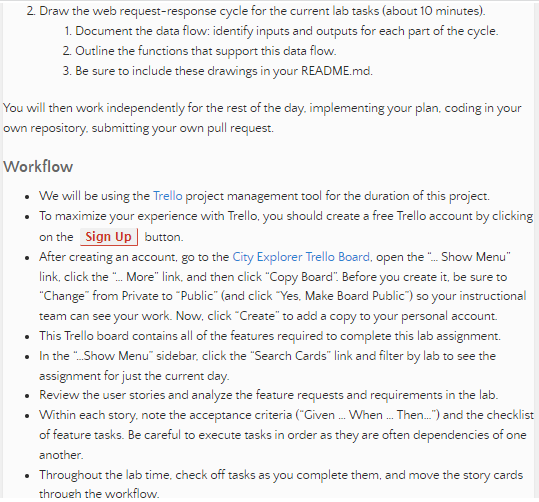 2. Draw the web request-response cycle for the current lab tasks (about 10 minutes).
1. Document the data flow: identify inputs and outputs for each part of the cycle.
2. Outline the functions that support this data flow.
3. Be sure to include these drawings in your README.md.
You will then work independently for the rest of the day, implementing your plan, coding in your
own repository, submitting your own pull request.
Workflow
• We will be using the Trello project management tool for the duration of this project.
• To maximize your experience with Trello, you should create a free Trello account by clicking
on the Sign Up button.
• After creating an account, go to the City Explorer Trello Board, open the “... Show Menu”
link, click the “... More” link, and then click “Copy Board”. Before you create it, be sure to
“Change” from Private to “Public” (and click “Yes, Make Board Public”) so your instructional
team can see your work. Now, click “Create” to add a copy to your personal account.
• This Trello board contains all of the features required to complete this lab assignment.
• In the “...Show Menu” sidebar, click the “Search Cards” link and filter by lab to see the
assignment for just the current day.
• Review the user stories and analyze the feature requests and requirements in the lab.
• Within each story, note the acceptance criteria (“Given ... When ... Then...”) and the checklist
of feature tasks. Be careful to execute tasks in order as they are often dependencies of one
another.
• Throughout the lab time, check off tasks as you complete them, and move the story cards
through the workflow.